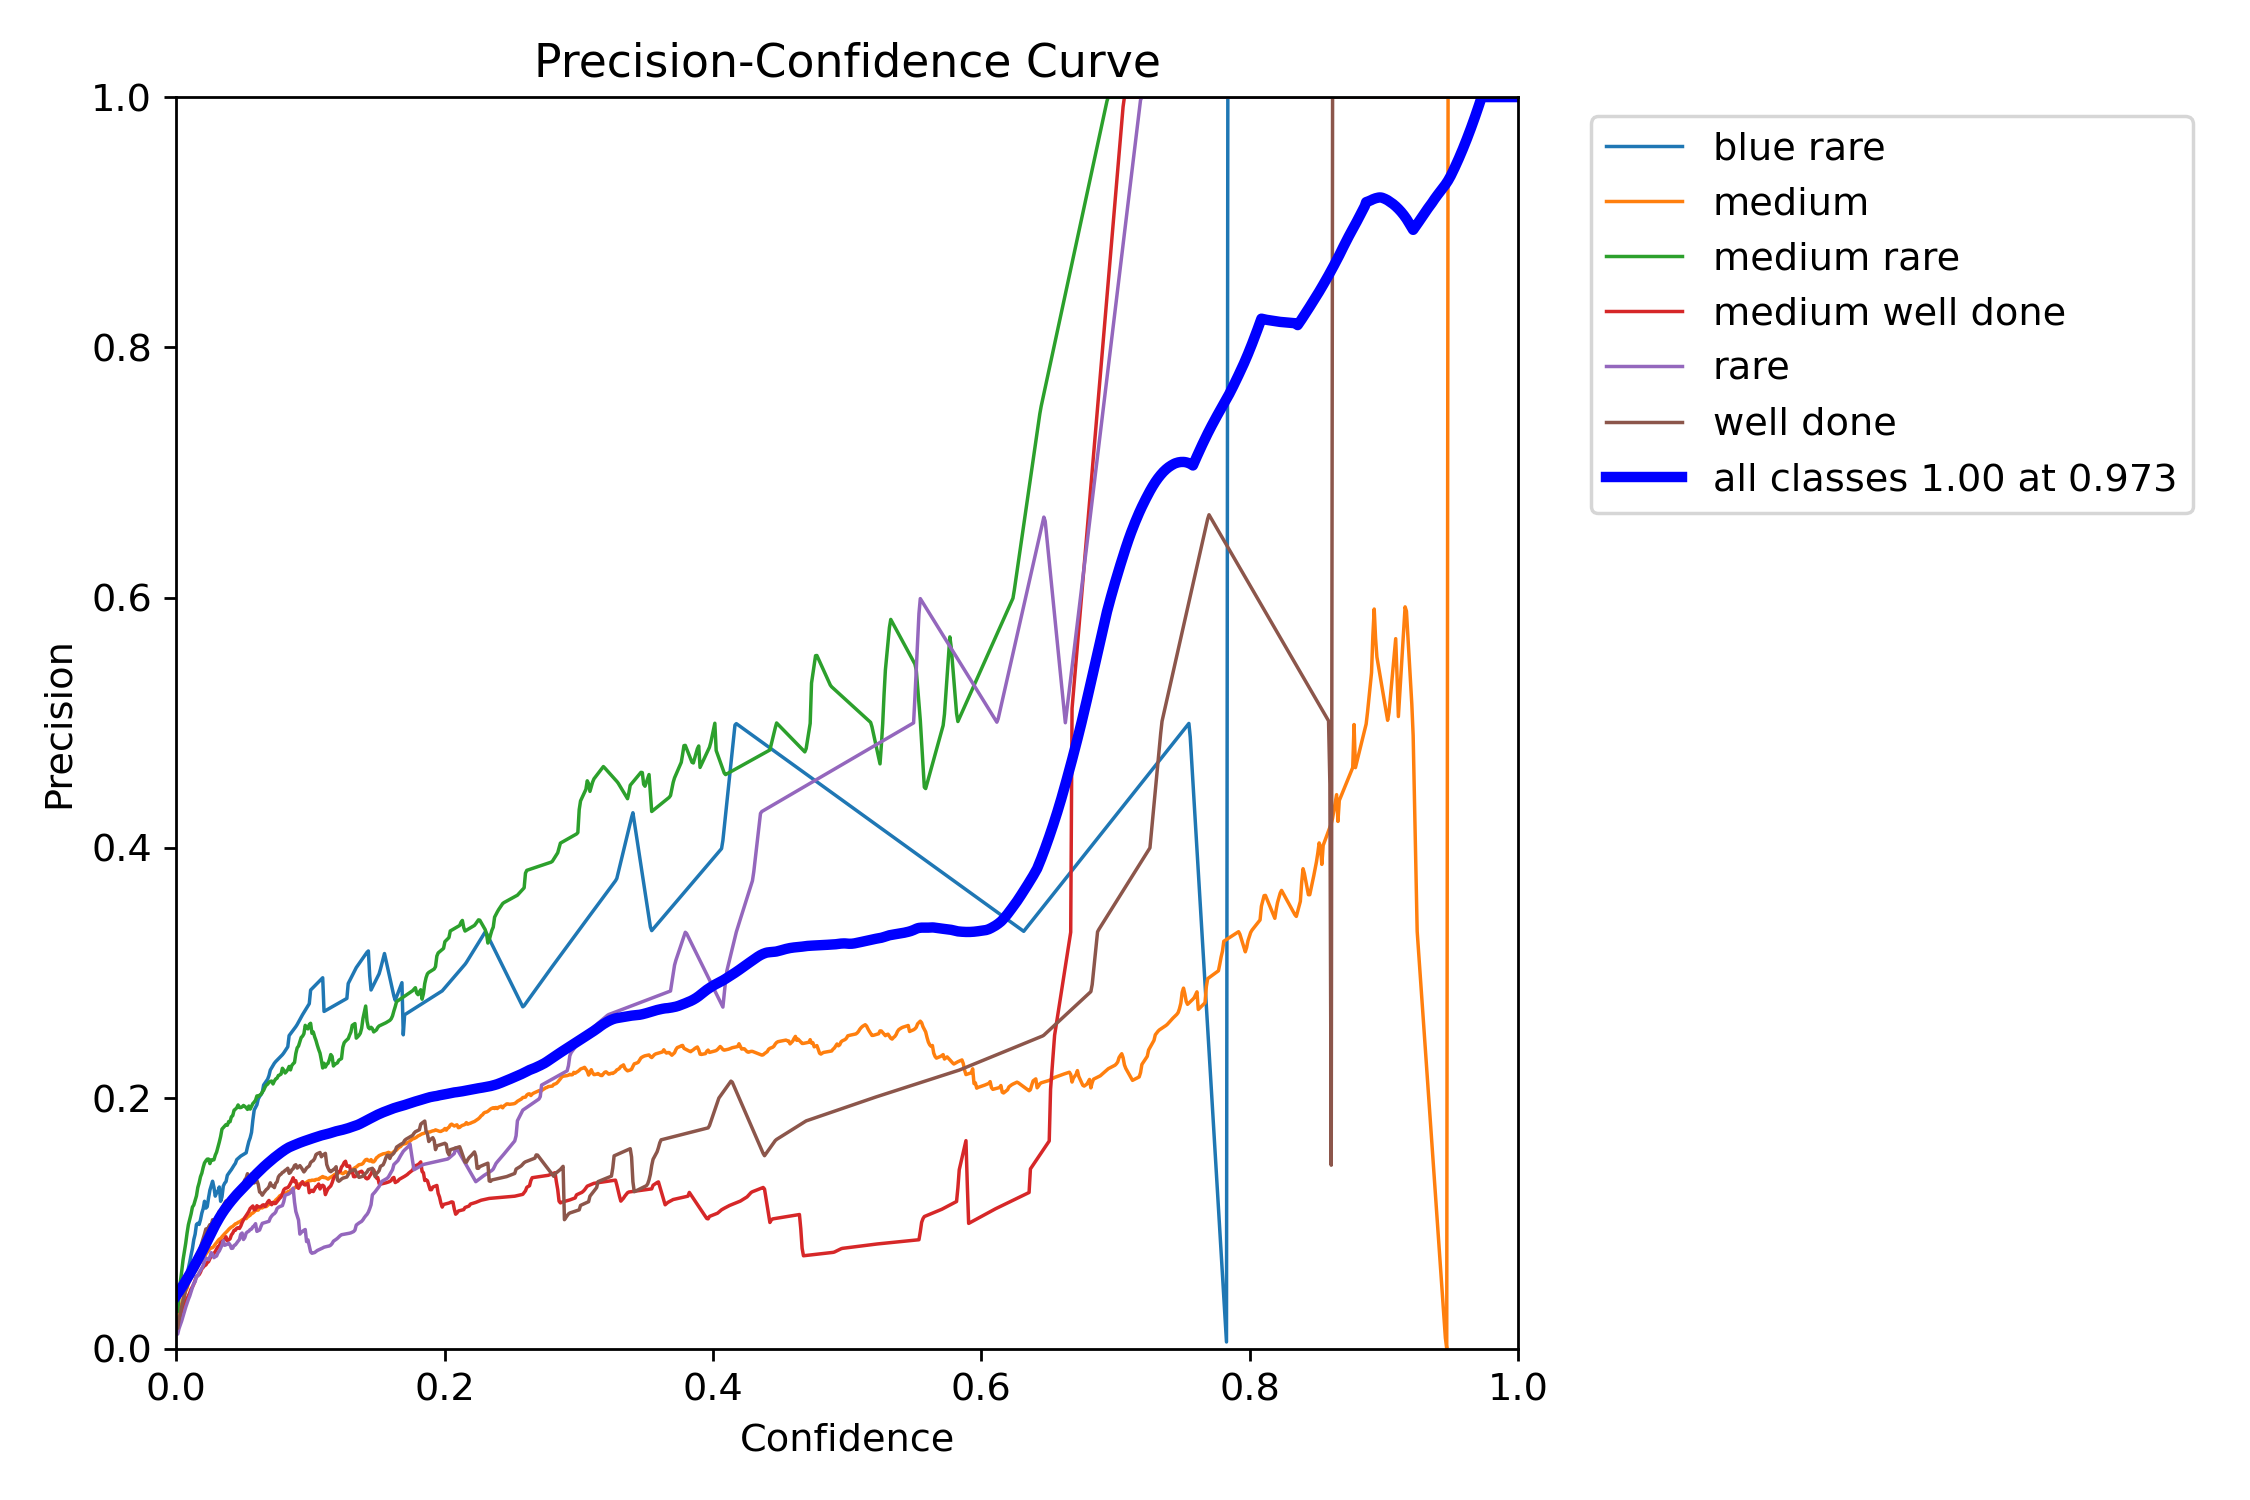 Precision-Confidence Curve
1.0
0.8
0.6
0.4
0.2
0.0
Precision
0.0 0.2 0.4 0.6 0.8 1.0
Confidence
blue rare
medium
medium rare
medium well done
rare
well done
all classes 1.00 at 0.973